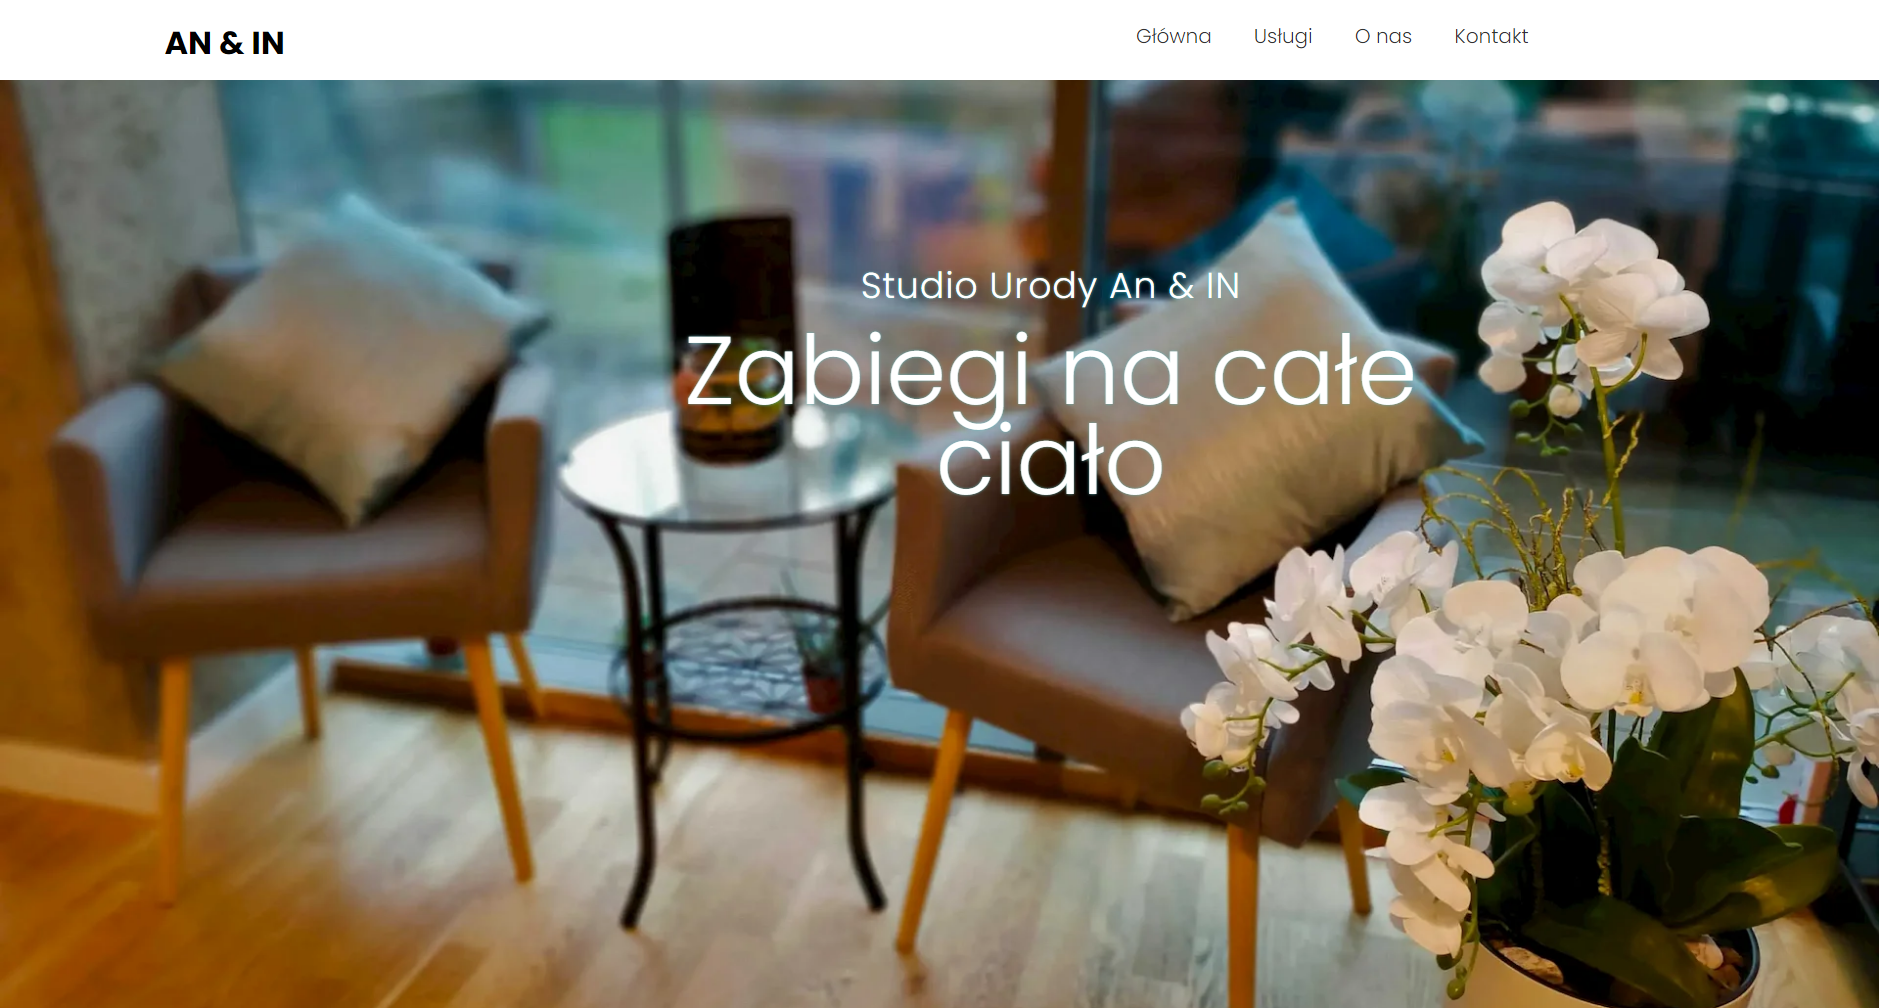 AN & IN
Główna Usługi O nas Kontakt
Studio Urody An & IN
Zabiegi na całe
ciało